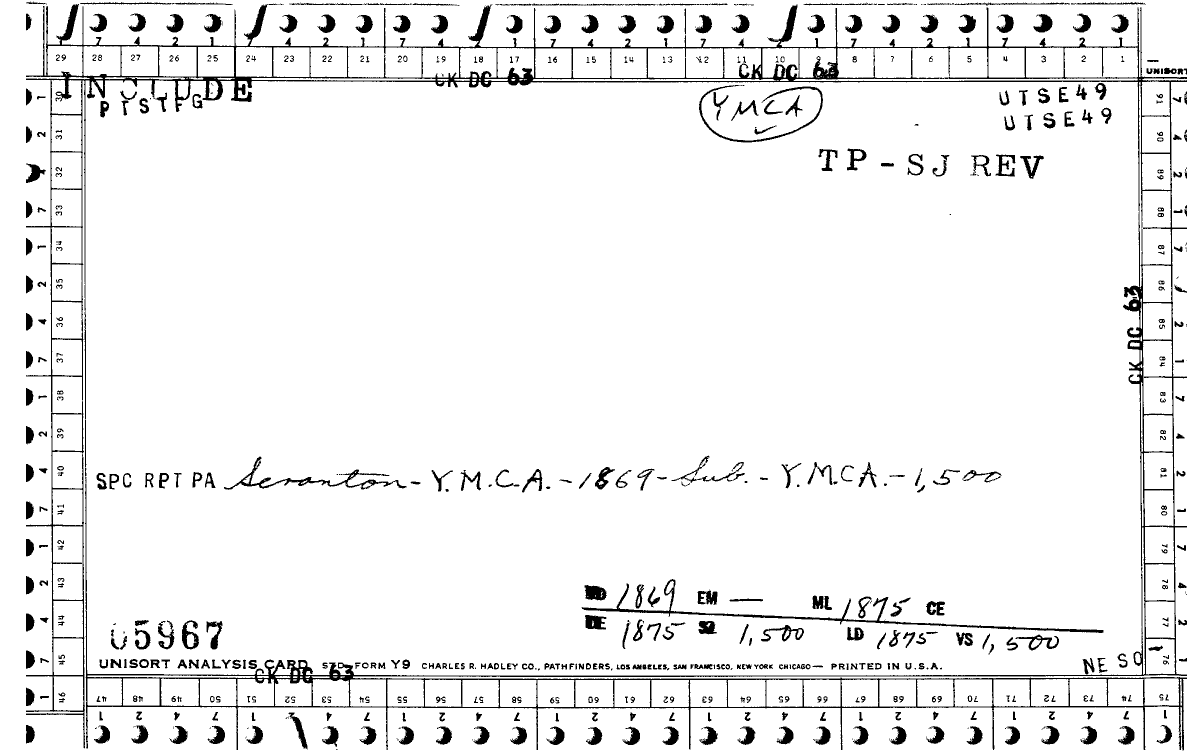 7 4 2 1 7 4 2 1 7 4 2 1 7 4 2 1 7 4 2 1 7 4 2 1 7 4 2 1
29 28 27 26 25 24 23 22 21 20 19 18 17 16 15 14 13 12 11 10 9 8 7 6 5 4 3 2 1
CK DC 63 CK DC 63
UNISORT
INCLUDE
PTSTFG
YMCA
UTSE49
UTSE49
TP-SJ REV
CK DC 63
SPC RPT PA Scranton - Y.M.C.A. - 1869 - Sub. - Y.M.C.A. - 1,500
1869 EM — ML 1875 CE
1875 1,500 LD 1875 VS 1,500
05967
UNISORT ANALYSIS CARD STD-FORM Y9 CHARLES R. HADLEY CO., PATHFINDERS, LOS ANGELES, SAN FRANCISCO, NEW YORK CHICAGO — PRINTED IN U.S.A.
CK DC 63
NE SO
30 31 32 33 34 35 36 37 38 39 40 41 42 43 44 45 46
47 48 49 50 51 52 53 54 55 56 57 58 59 60 61 62 63 64 65 66 67 68 69 70 71 72 73 74 75
1 2 4 7 1 2 4 7 1 2 4 7 1 2 4 7 1 2 4 7 1 2 4 7 1 2 4 7 1
91 90 89 88 87 86 85 84 83 82 81 80 79 78 77 76